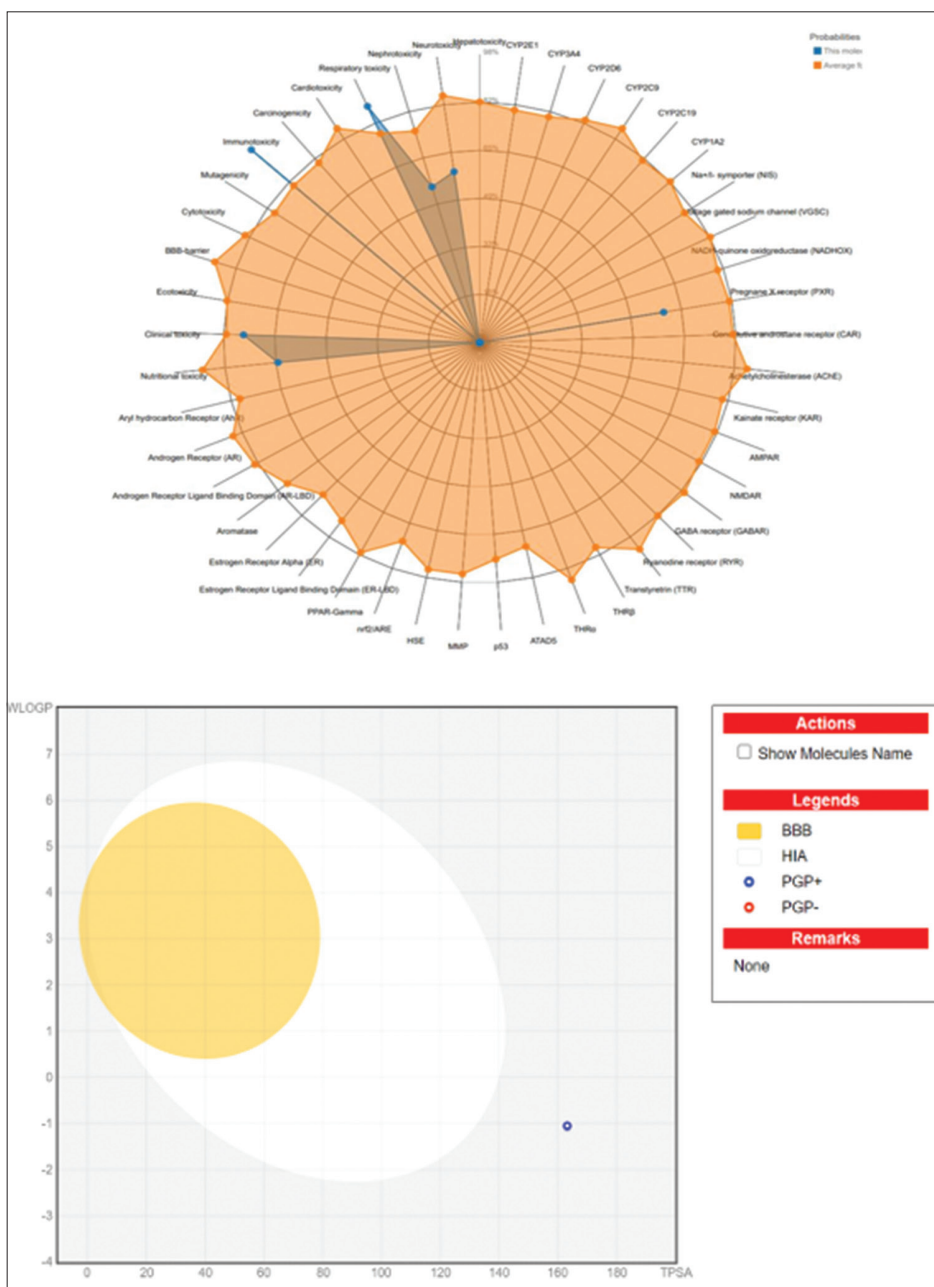 Probabilities
This molec
Average fc
Hepatotoxicity
98%
CYP2E1
CYP3A4
CYP2D6
CYP2C9
CYP2C19
CYP1A2
Na+/I- symporter (NIS)
gated sodium channel (VGSC)
NADH-quinone oxidoreductase (NADHOX)
Pregnane X receptor (PXR)
androstane receptor (CAR)
Acetylcholinesterase (AChE)
Kainate receptor (KAR)
AMPAR
NMDAR
GABA receptor (GABAR)
Ryanodine receptor (RYR)
Transtyretrin (TTR)
THRβ
THRα
ATAD5
p53
MMP
HSE
nrf2/ARE
PPAR-Gamma
Estrogen Receptor Ligand Binding Domain (ER-LBD)
Estrogen Receptor Alpha (ER)
Aromatase
Androgen Receptor Ligand Binding Domain (AR-LBD)
Androgen Receptor (AR)
Aryl hydrocarbon Receptor (AhR)
Nutritional toxicity
Clinical toxicity
Ecotoxicity
BBB-barrier
Cytotoxicity
Mutagenicity
Immunotoxicity
Carcinogenicity
Cardiotoxicity
Respiratory toxicity
Nephrotoxicity
Neurotoxicity
WLOGP
7
6
5
4
3
2
1
0
-1
-2
-3
-4
0 20 40 60 80 100 120 140 160 180 TPSA
Actions
Show Molecules Name
Legends
BBB
HIA
PGP+
PGP-
Remarks
None